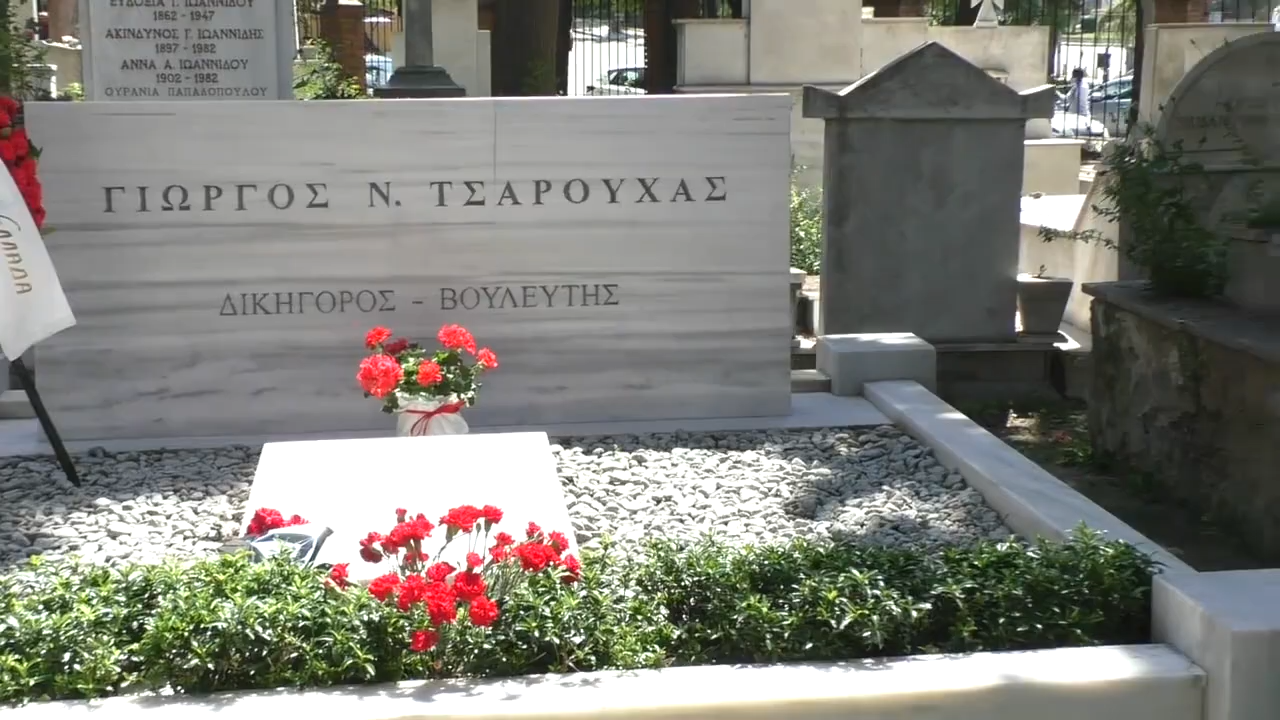 ΕΥΔΟΞΙΑ Γ. ΙΩΑΝΝΙΔΟΥ
1862 - 1947
ΑΚΙΝΔΥΝΟΣ Γ. ΙΩΑΝΝΙΔΗΣ
1897 - 1982
ΑΝΝΑ Α. ΙΩΑΝΝΙΔΟΥ
1902 - 1982
ΟΥΡΑΝΙΑ ΠΑΠΑΔΟΠΟΥΛΟΥ
ΓΙΩΡΓΟΣ Ν. ΤΣΑΡΟΥΧΑΣ
ΔΙΚΗΓΟΡΟΣ - ΒΟΥΛΕΥΤΗΣ